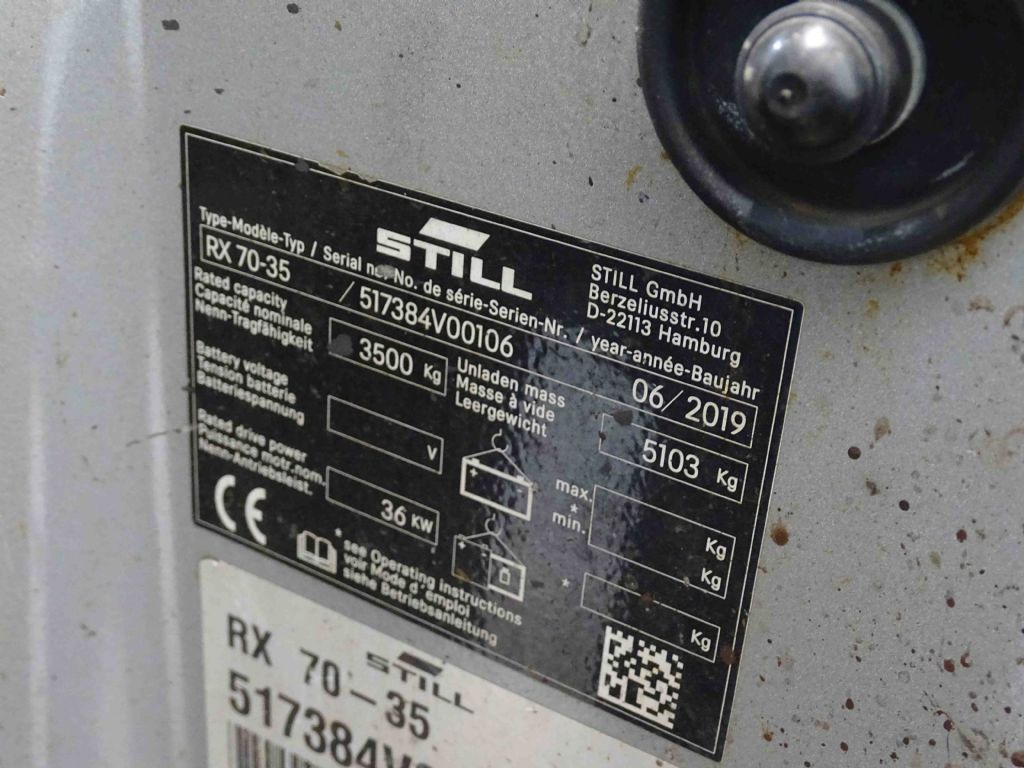 STILL
STILL GmbH
Berzeliusstr.10
D-22113 Hamburg
Type-Modèle-Typ / Serial no. No. de série-Serien-Nr. / year-année-Baujahr
RX 70-35 / 517384V00106 06/2019
Rated capacity
Capacité nominale
Nenn-Tragfähigkeit
3500 Kg
Unladen mass
Masse à vide
Leergewicht
5103 Kg
Battery voltage
Tension batterie
Batteriespannung
V
max. Kg
*
min. Kg
Rated drive power
Puissance motr.nom.
Nenn-Antriebsleist.
36 KW
* Kg
CE
* see Operating instructions
voir Mode d'emploi
siehe Betriebsanleitung
STILL
RX 70-35
517384V